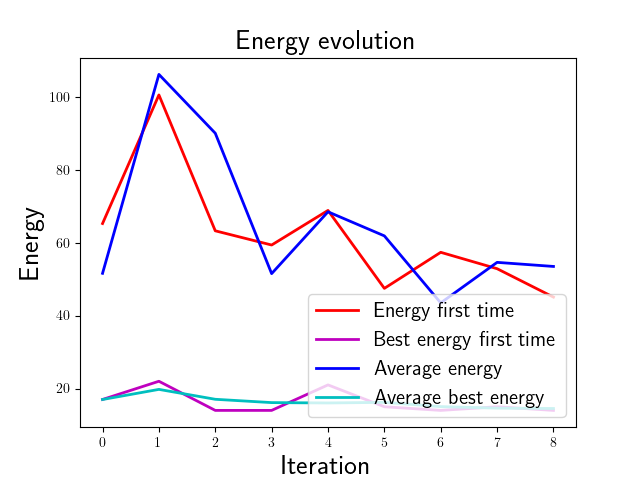 Energy evolution
Energy
100
80
60
40
20
0 1 2 3 4 5 6 7 8
Iteration
Energy first time
Best energy first time
Average energy
Average best energy